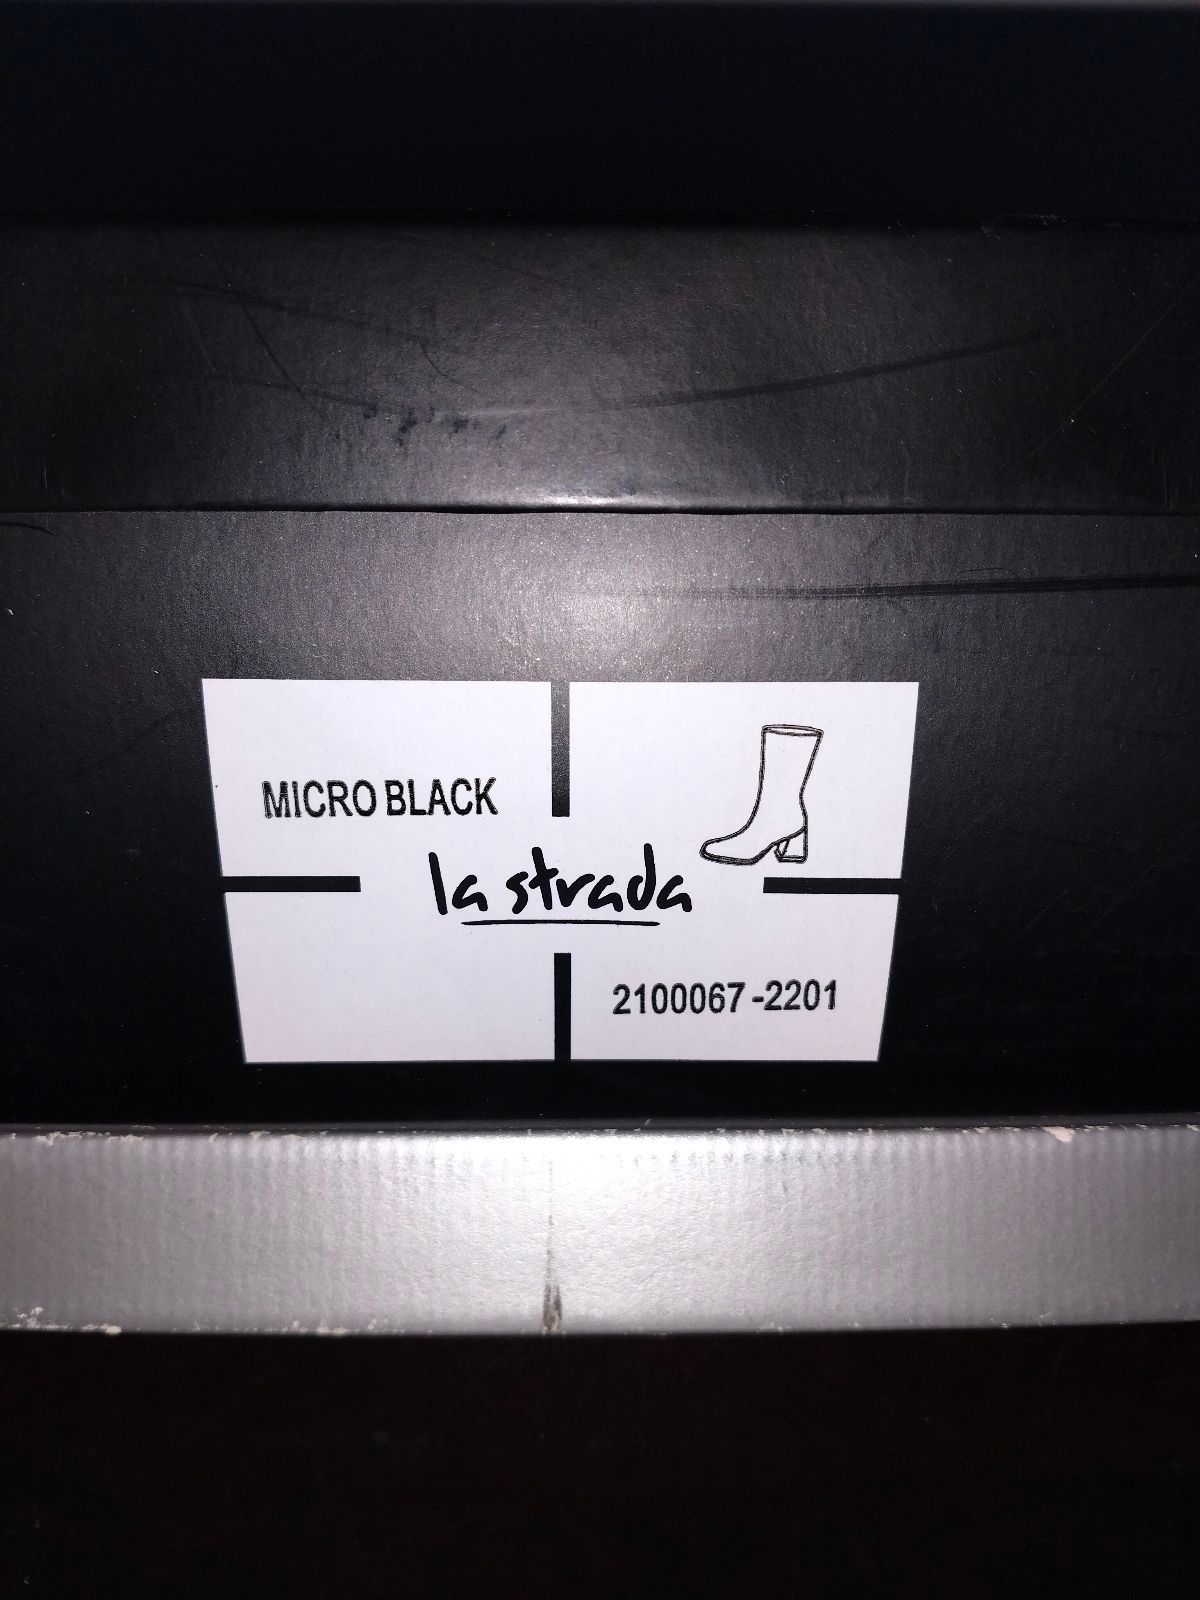 MICRO BLACK
la strada
2100067-2201